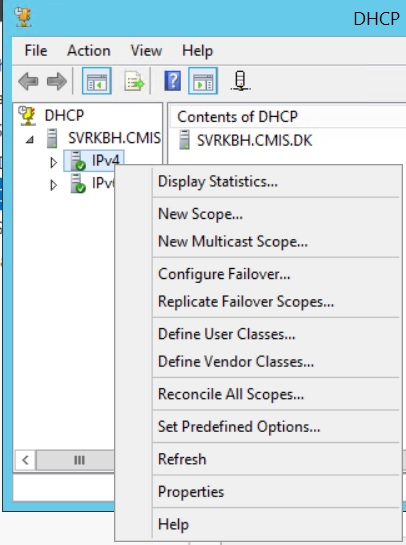 DHCP
File Action View Help
DHCP
SVRKBH.CMIS
IPv4
IPv
Contents of DHCP
SVRKBH.CMIS.DK
Display Statistics...
New Scope...
New Multicast Scope...
Configure Failover...
Replicate Failover Scopes...
Define User Classes...
Define Vendor Classes...
Reconcile All Scopes...
Set Predefined Options...
Refresh
Properties
Help